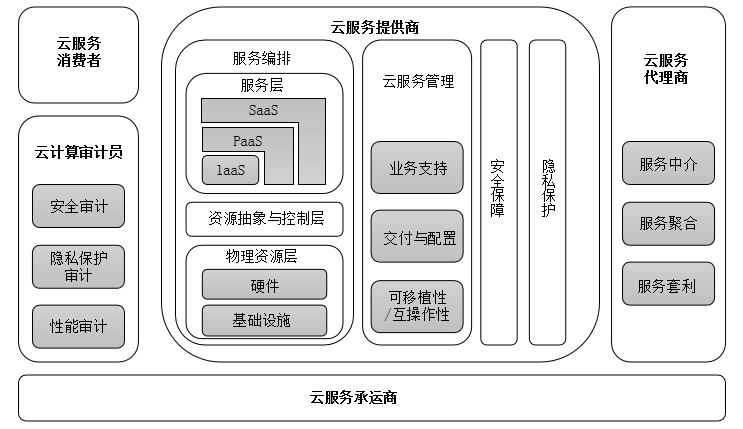 云服务
消费者
云计算审计员
安全审计
隐私保护
审计
性能审计
云服务提供商
服务编排
服务层
SaaS
PaaS
1aaS
资源抽象与控制层
物理资源层
硬件
基础设施
云服务管理
业务支持
交付与配置
可移植性
/互操作性
安全保障
隐私保护
云服务
代理商
服务中介
服务聚合
服务套利
云服务承运商